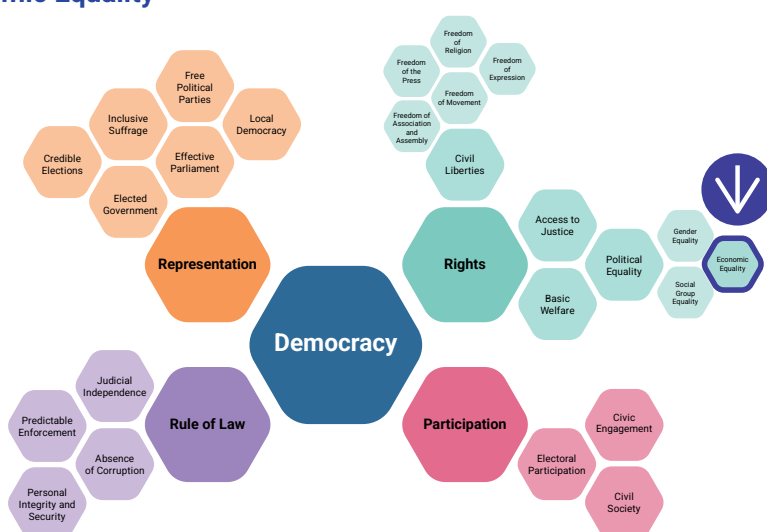 Freedom
of
Religion
Freedom
of the
Press
Freedom
of
Expression
Freedom
of Movement
Freedom of
Association
and
Assembly
Civil
Liberties
Free
Political
Parties
Inclusive
Suffrage
Local
Democracy
Credible
Elections
Effective
Parliament
Elected
Government
Representation
Rights
Access to
Justice
Basic
Welfare
Political
Equality
Gender
Equality
Social
Group
Equality
Economic
Equality
Democracy
Judicial
Independence
Predictable
Enforcement
Absence
of Corruption
Personal
Integrity and
Security
Rule of Law
Participation
Electoral
Participation
Civic
Engagement
Civil
Society